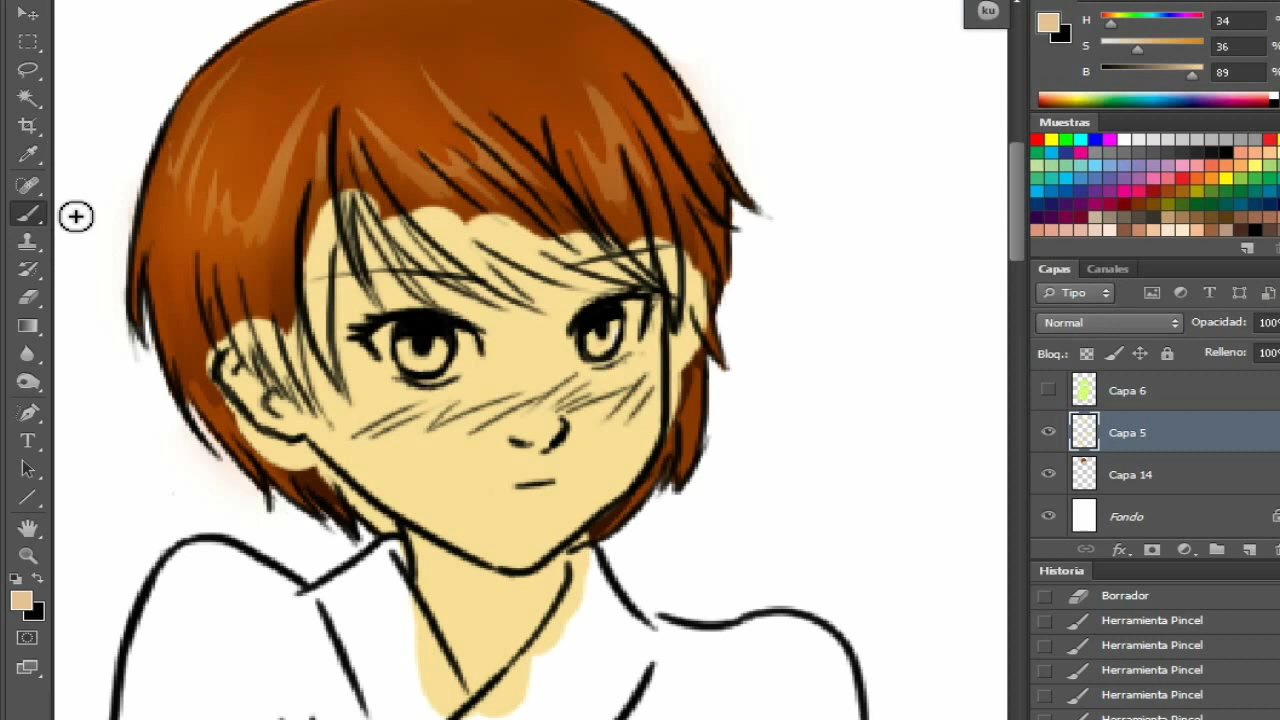 ku
H 34 °
S 36 %
B 89 %
Muestras
Capas Canales
Tipo
Normal Opacidad: 100%
Bloq.: Relleno: 100%
Capa 6
Capa 5
Capa 14
Fondo
fx.
Historia
Borrador
Herramienta Pincel
Herramienta Pincel
Herramienta Pincel
Herramienta Pincel
Herramienta Pincel